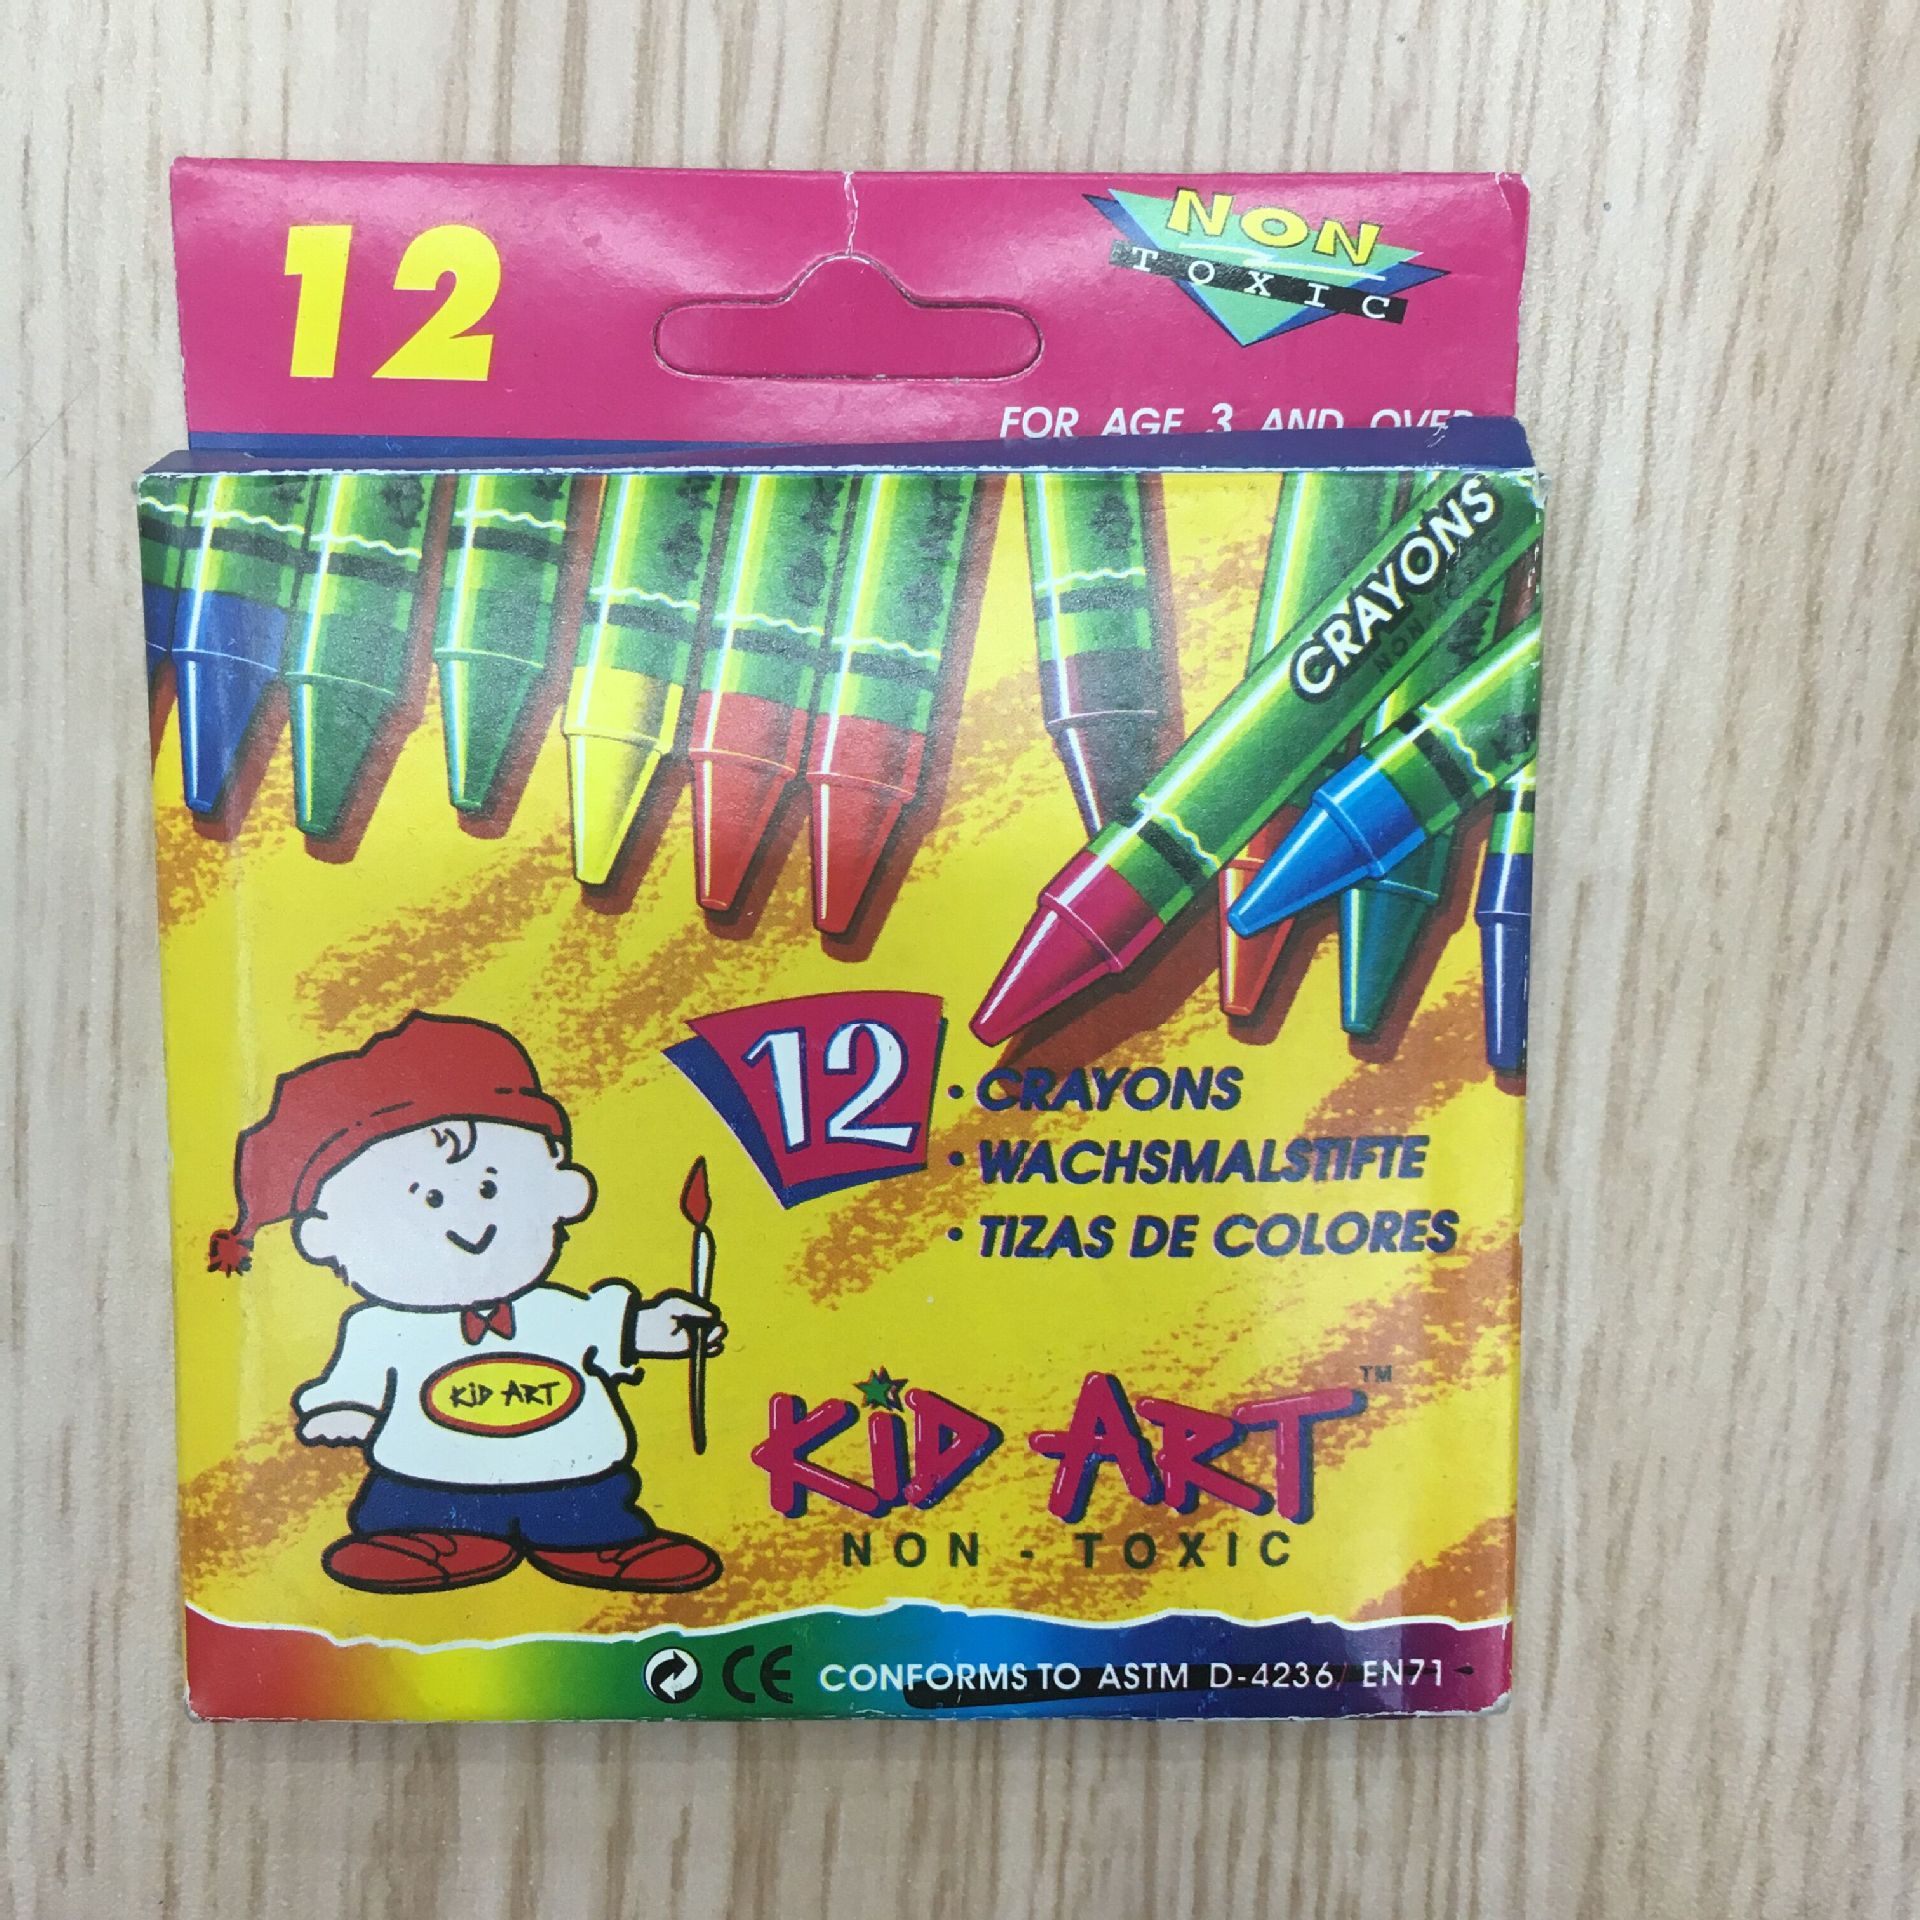 12
NON
TOXIC
FOR AGE 3 AND OVER
CRAYONS
NON
12
• CRAYONS
• WACHSMALSTIFTE
• TIZAS DE COLORES
KiD ART
KiD ART™
NON - TOXIC
CE CONFORMS TO ASTM D-4236/ EN71